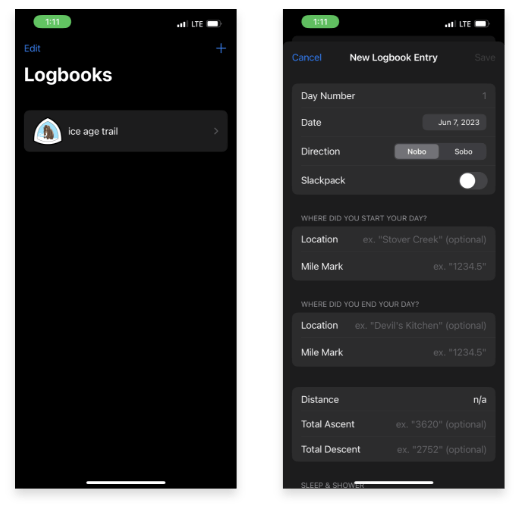 1:11
LTE
Edit
+
Logbooks
ice age trail
1:11
LTE
Cancel New Logbook Entry Save
Day Number 1
Date Jun 7, 2023
Direction Nobo Sobo
Slackpack
WHERE DID YOU START YOUR DAY?
Location ex. "Stover Creek" (optional)
Mile Mark ex. "1234.5"
WHERE DID YOU END YOUR DAY?
Location ex. "Devil's Kitchen" (optional)
Mile Mark ex. "1234.5"
Distance n/a
Total Ascent ex. "3620" (optional)
Total Descent ex. "2752" (optional)
SLEEP & SHOWER